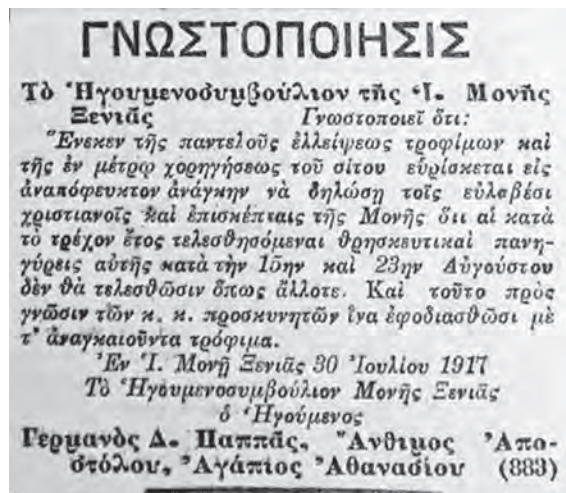 ΓΝΩΣΤΟΠΟΙΗΣΙΣ
Τὸ Ἡγουμενοσυμβούλιον τῆς Ἱ. Μονῆς
Ξενιᾶς Γνωστοποιεῖ ὅτι:
Ἕνεκεν τῆς παντελοῦς ἐλλείψεως τροφίμων καὶ
τῆς ἐν μέτρῳ χορηγήσεως τοῦ σίτου εὑρίσκεται εἰς
ἀναπόφευκτον ἀνάγκην νὰ δηλώσῃ τοῖς εὐλαβέσι
χριστιανοῖς καὶ ἐπισκέπταις τῆς Μονῆς ὅτι αἱ κατὰ
τὸ τρέχον ἔτος τελεσθησόμεναι θρησκευτικαὶ πανη-
γύρεις αὐτῆς κατὰ τὴν 15ην καὶ 23ην Αὐγούστου
δὲν θὰ τελεσθῶσιν ὅπως ἄλλοτε. Καὶ τοῦτο πρὸς
γνῶσιν τῶν κ. κ. προσκυνητῶν ἵνα ἐφοδιασθῶσι μὲ
τ' ἀναγκαιοῦντα τρόφιμα.
Ἐν Ἱ. Μονῇ Ξενιᾶς 30 Ἰουλίου 1917
Τὸ Ἡγουμενοσυμβούλιον Μονῆς Ξενιᾶς
ὁ Ἡγούμενος
Γερμανὸς Δ. Παππᾶς, Ἄνθιμος Ἀπο-
στόλου, Ἀγάπιος Ἀθανασίου (883)